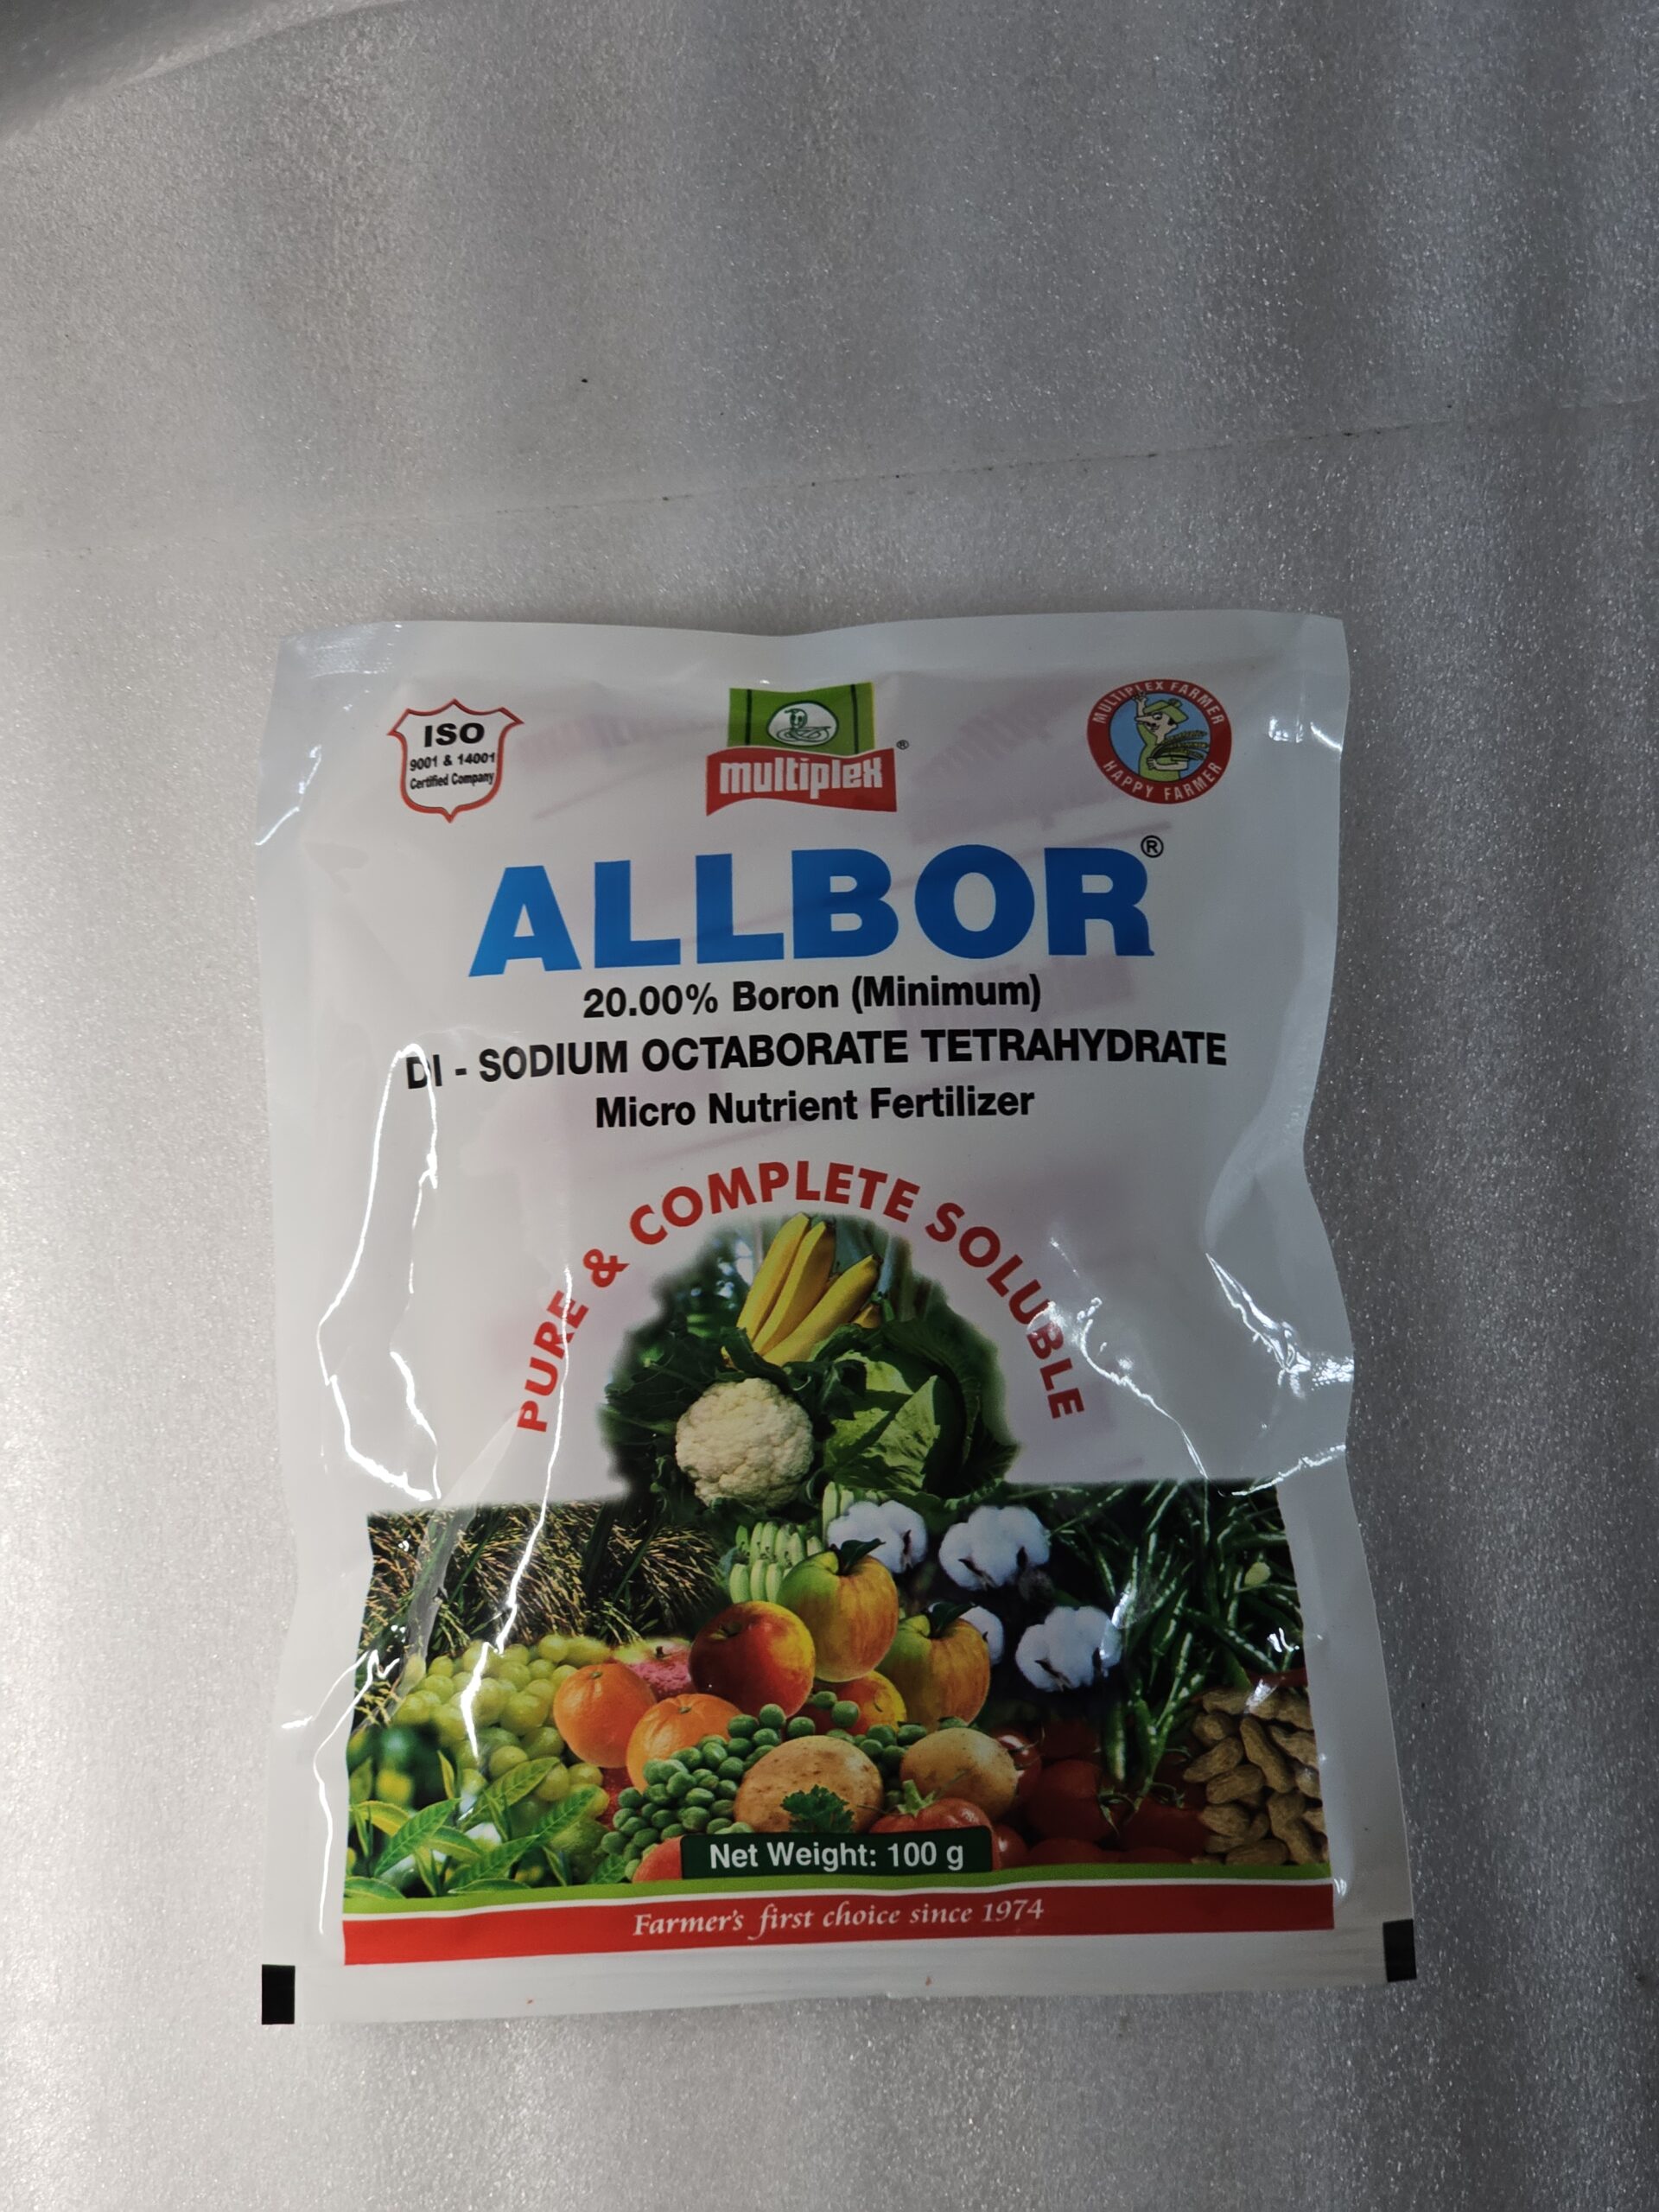 ISO
9001 & 14001
Certified Company
multiplex®
MULTIPLEX FARMER
HAPPY FARMER
ALLBOR®
20.00% Boron (Minimum)
DI - SODIUM OCTABORATE TETRAHYDRATE
Micro Nutrient Fertilizer
PURE & COMPLETE SOLUBLE
Net Weight: 100 g
Farmer's first choice since 1974